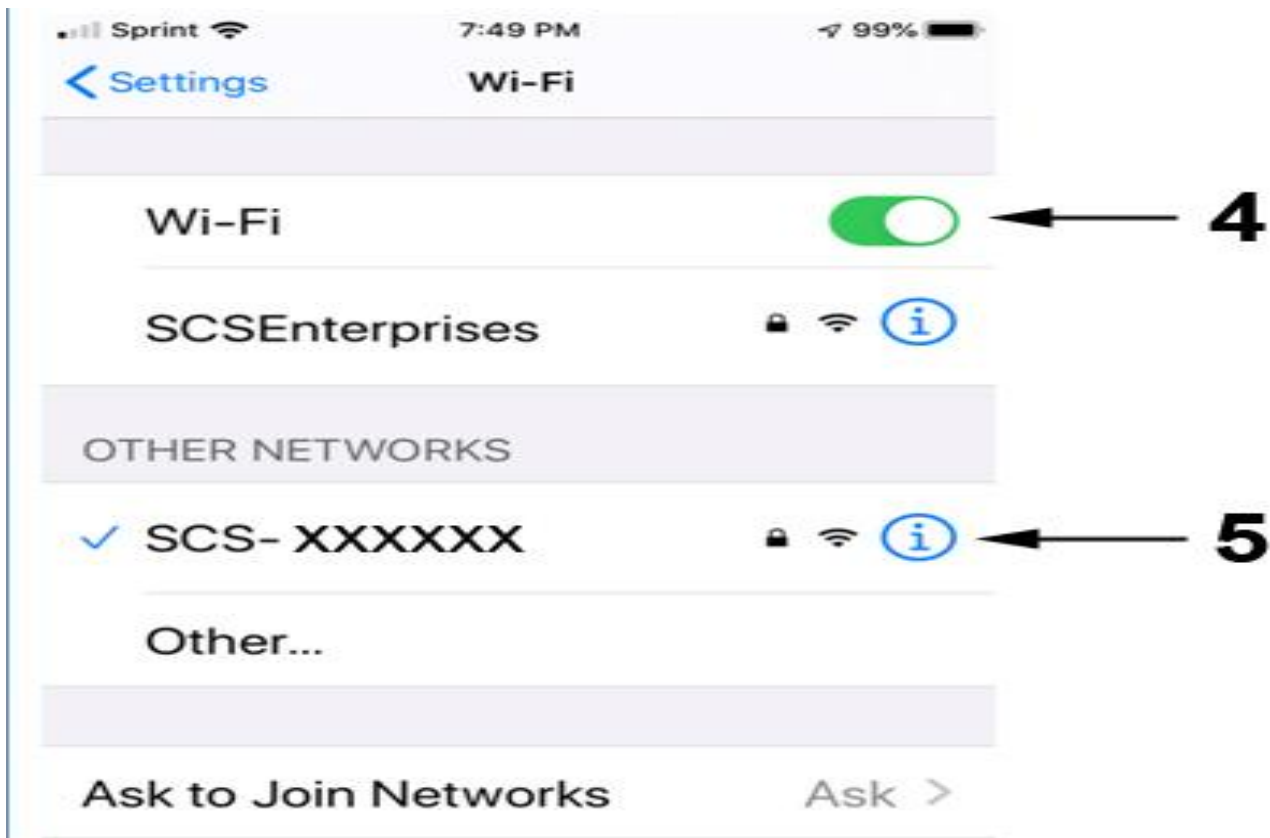 Sprint 7:49 PM 99%
Settings Wi-Fi
Wi-Fi 4
SCSEnterprises
OTHER NETWORKS
SCS- XXXXXX 5
Other...
Ask to Join Networks Ask